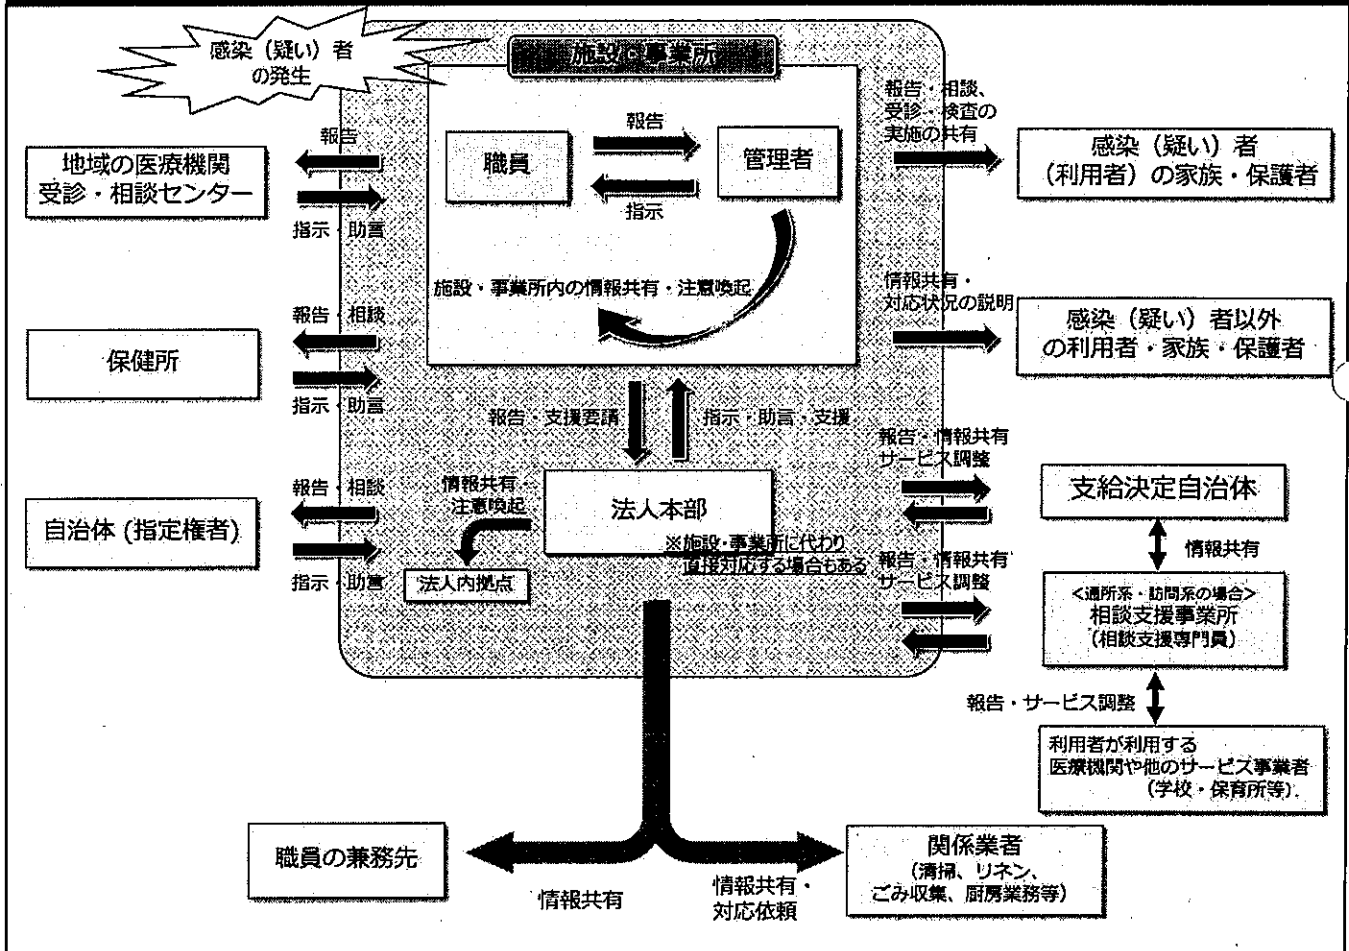 感染（疑い）者
の発生
施設・事業所
報告
職員
管理者
指示
施設・事業所内の情報共有・注意喚起
報告
地域の医療機関
受診・相談センター
指示・助言
報告・相談
保健所
指示・助言
報告・相談
自治体 (指定権者)
指示・助言
報告・相談、
受診・検査の
実施の共有
感染（疑い）者
（利用者）の家族・保護者
情報共有・
対応状況の説明
感染（疑い）者以外
の利用者・家族・保護者
報告・支援要請
指示・助言・支援
情報共有・
注意喚起
法人本部
※施設・事業所に代わり
直接対応する場合もある
法人内拠点
報告・情報共有
サービス調整
支給決定自治体
情報共有
報告・情報共有
サービス調整
＜通所系・訪問系の場合＞
相談支援事業所
（相談支援専門員）
報告・サービス調整
利用者が利用する
医療機関や他のサービス事業者
（学校・保育所等）
職員の兼務先
情報共有
情報共有・
対応依頼
関係業者
（清掃、リネン、
ごみ収集、厨房業務等）